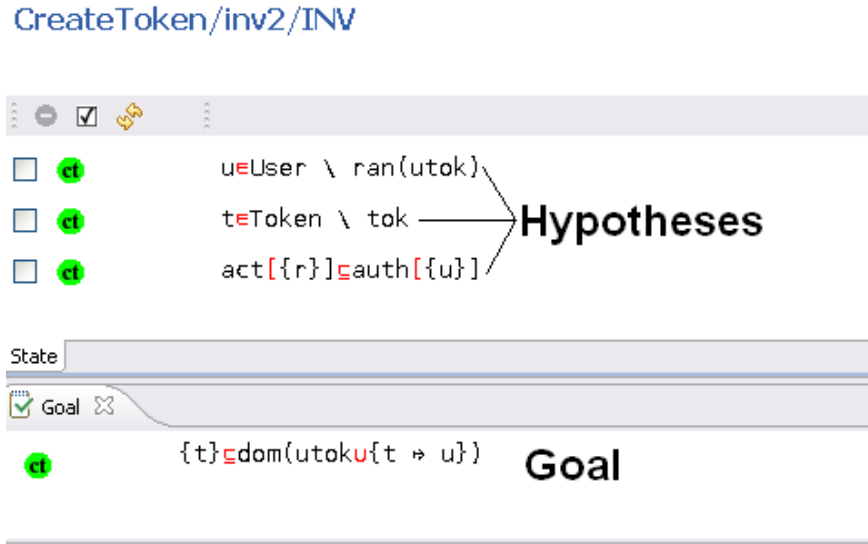 CreateToken/inv2/INV
ct u∈User \ ran(utok)
ct t∈Token \ tok
Hypotheses
ct act[{r}]⊆auth[{u}]
State
Goal
ct {t}⊆dom(utok∪{t ↦ u})
Goal